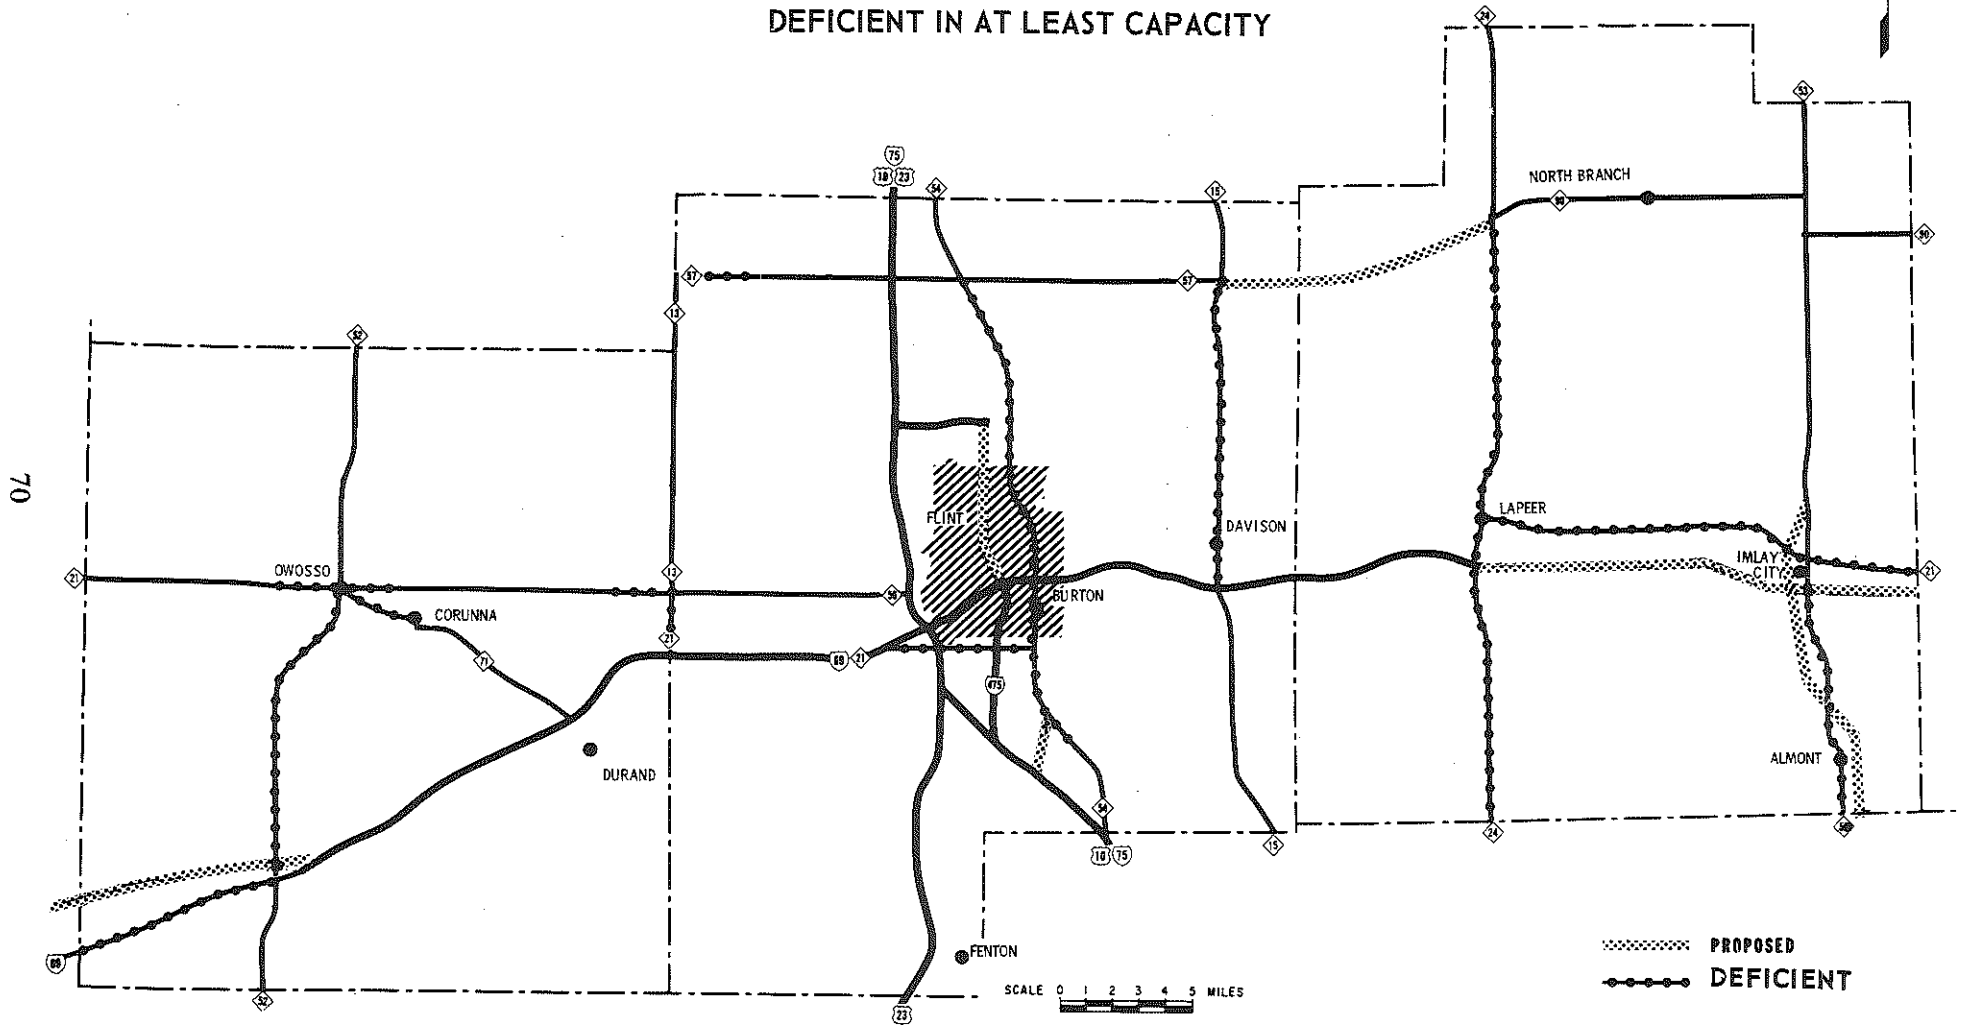 DEFICIENT IN AT LEAST CAPACITY
24
53
NORTH BRANCH
75
10 23
54
15
90
90
57
57
13
52
70
FLINT
DAVISON
LAPEER
IMLAY
CITY
21
OWOSSO
13
21
56
BURTON
CORUNNA
21
71
69
21
475
DURAND
ALMONT
54
24
15
10 75
FENTON
69
52
23
SCALE 0 1 2 3 4 5 MILES
PROPOSED
DEFICIENT